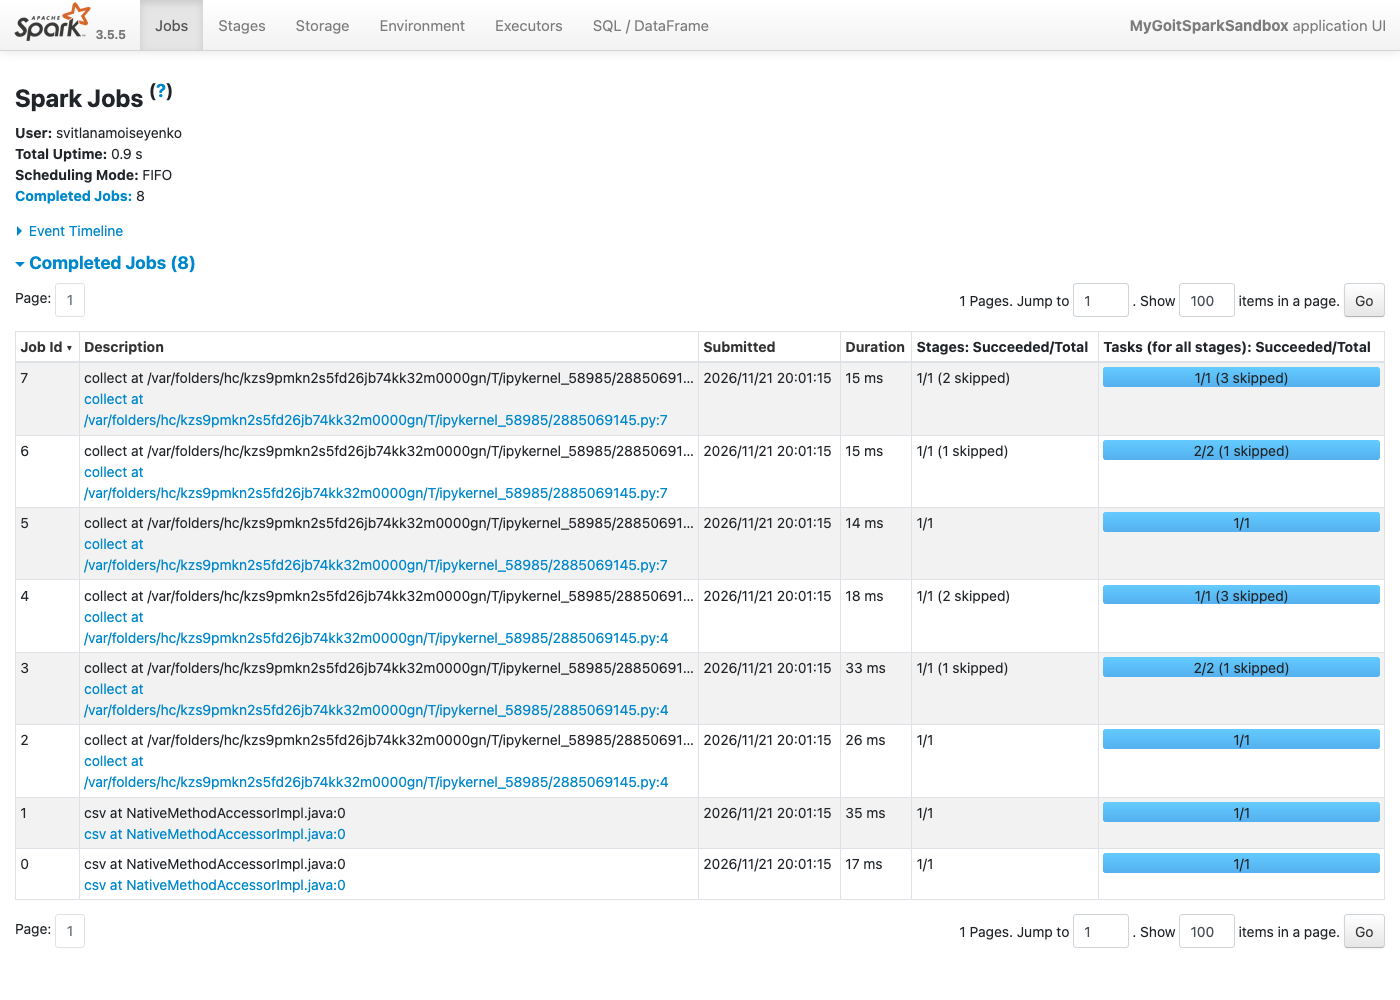 APACHE
Spark 3.5.5
Jobs
Stages
Storage
Environment
Executors
SQL / DataFrame
MyGoitSparkSandbox application UI
Spark Jobs (?)
User: svitlanamoiseyenko
Total Uptime: 0.9 s
Scheduling Mode: FIFO
Completed Jobs: 8
Event Timeline
Completed Jobs (8)
Page: 1
1 Pages. Jump to 1 . Show 100 items in a page. Go
Job Id ▾ Description Submitted Duration Stages: Succeeded/Total Tasks (for all stages): Succeeded/Total
7 collect at /var/folders/hc/kzs9pmkn2s5fd26jb74kk32m0000gn/T/ipykernel_58985/28850691... 2026/11/21 20:01:15 15 ms 1/1 (2 skipped) 1/1 (3 skipped)
collect at
/var/folders/hc/kzs9pmkn2s5fd26jb74kk32m0000gn/T/ipykernel_58985/2885069145.py:7
6 collect at /var/folders/hc/kzs9pmkn2s5fd26jb74kk32m0000gn/T/ipykernel_58985/28850691... 2026/11/21 20:01:15 15 ms 1/1 (1 skipped) 2/2 (1 skipped)
collect at
/var/folders/hc/kzs9pmkn2s5fd26jb74kk32m0000gn/T/ipykernel_58985/2885069145.py:7
5 collect at /var/folders/hc/kzs9pmkn2s5fd26jb74kk32m0000gn/T/ipykernel_58985/28850691... 2026/11/21 20:01:15 14 ms 1/1 1/1
collect at
/var/folders/hc/kzs9pmkn2s5fd26jb74kk32m0000gn/T/ipykernel_58985/2885069145.py:7
4 collect at /var/folders/hc/kzs9pmkn2s5fd26jb74kk32m0000gn/T/ipykernel_58985/28850691... 2026/11/21 20:01:15 18 ms 1/1 (2 skipped) 1/1 (3 skipped)
collect at
/var/folders/hc/kzs9pmkn2s5fd26jb74kk32m0000gn/T/ipykernel_58985/2885069145.py:4
3 collect at /var/folders/hc/kzs9pmkn2s5fd26jb74kk32m0000gn/T/ipykernel_58985/28850691... 2026/11/21 20:01:15 33 ms 1/1 (1 skipped) 2/2 (1 skipped)
collect at
/var/folders/hc/kzs9pmkn2s5fd26jb74kk32m0000gn/T/ipykernel_58985/2885069145.py:4
2 collect at /var/folders/hc/kzs9pmkn2s5fd26jb74kk32m0000gn/T/ipykernel_58985/28850691... 2026/11/21 20:01:15 26 ms 1/1 1/1
collect at
/var/folders/hc/kzs9pmkn2s5fd26jb74kk32m0000gn/T/ipykernel_58985/2885069145.py:4
1 csv at NativeMethodAccessorImpl.java:0 2026/11/21 20:01:15 35 ms 1/1 1/1
csv at NativeMethodAccessorImpl.java:0
0 csv at NativeMethodAccessorImpl.java:0 2026/11/21 20:01:15 17 ms 1/1 1/1
csv at NativeMethodAccessorImpl.java:0
Page: 1
1 Pages. Jump to 1 . Show 100 items in a page. Go